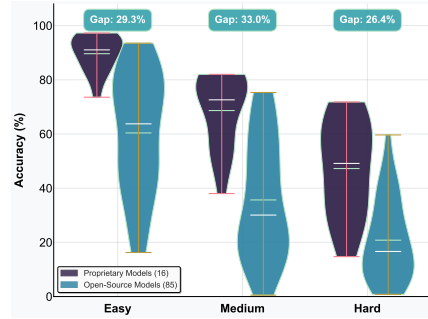 Gap: 29.3% Gap: 33.0% Gap: 26.4%
100
80
60
40
20
0
Accuracy (%)
Proprietary Models (16)
Open-Source Models (85)
Easy Medium Hard